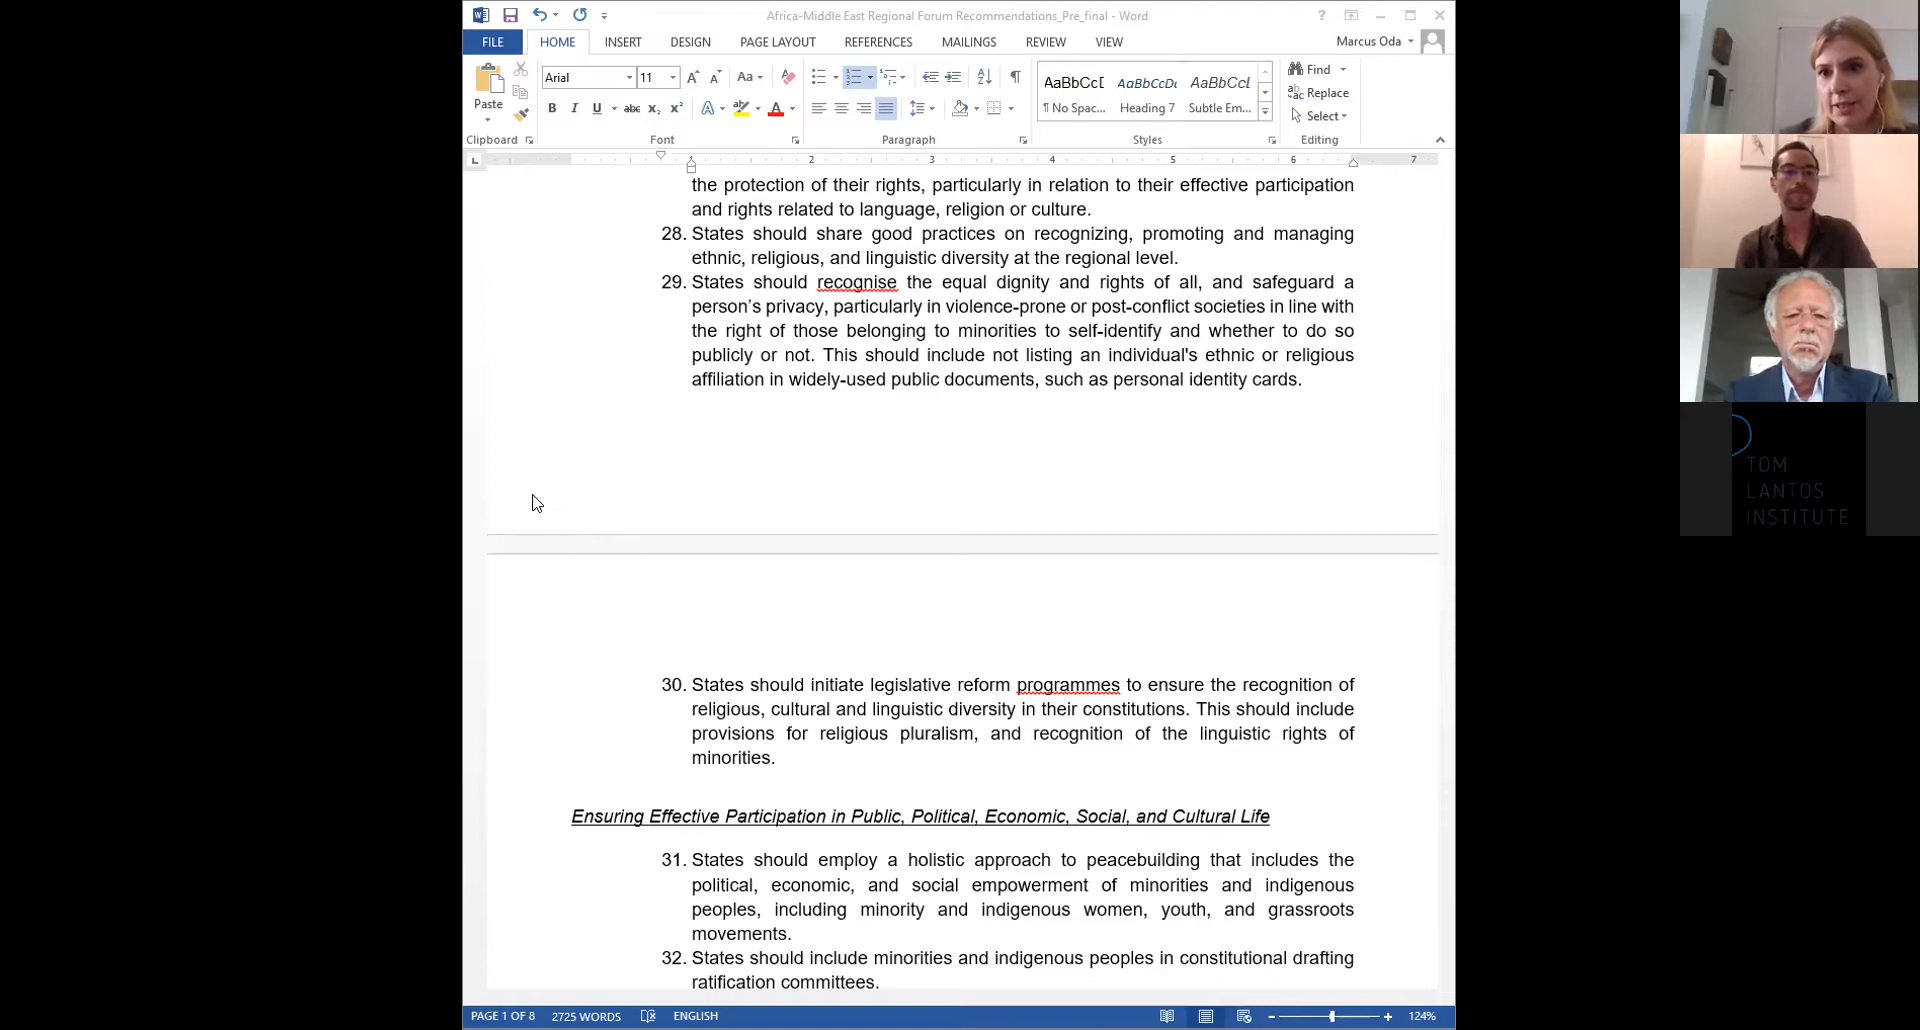 Africa-Middle East Regional Forum Recommendations_Pre_final - Word
?
FILE HOME INSERT DESIGN PAGE LAYOUT REFERENCES MAILINGS REVIEW VIEW
Marcus Oda
Arial 11
Paste
B I U abc x₂ x²
Aa
A
¶
AaBbCcD AaBbCcDc AaBbCcI
¶ No Spac... Heading 7 Subtle Em...
Find
Replace
Select
Clipboard Font Paragraph Styles Editing
1 2 3 4 5 6 7
the protection of their rights, particularly in relation to their effective participation
and rights related to language, religion or culture.
28. States should share good practices on recognizing, promoting and managing
ethnic, religious, and linguistic diversity at the regional level.
29. States should recognise the equal dignity and rights of all, and safeguard a
person’s privacy, particularly in violence-prone or post-conflict societies in line with
the right of those belonging to minorities to self-identify and whether to do so
publicly or not. This should include not listing an individual's ethnic or religious
affiliation in widely-used public documents, such as personal identity cards.
30. States should initiate legislative reform programmes to ensure the recognition of
religious, cultural and linguistic diversity in their constitutions. This should include
provisions for religious pluralism, and recognition of the linguistic rights of
minorities.
Ensuring Effective Participation in Public, Political, Economic, Social, and Cultural Life
31. States should employ a holistic approach to peacebuilding that includes the
political, economic, and social empowerment of minorities and indigenous
peoples, including minority and indigenous women, youth, and grassroots
movements.
32. States should include minorities and indigenous peoples in constitutional drafting
ratification committees.
PAGE 1 OF 8 2725 WORDS ENGLISH
124%
TOM
LANTOS
INSTITUTE